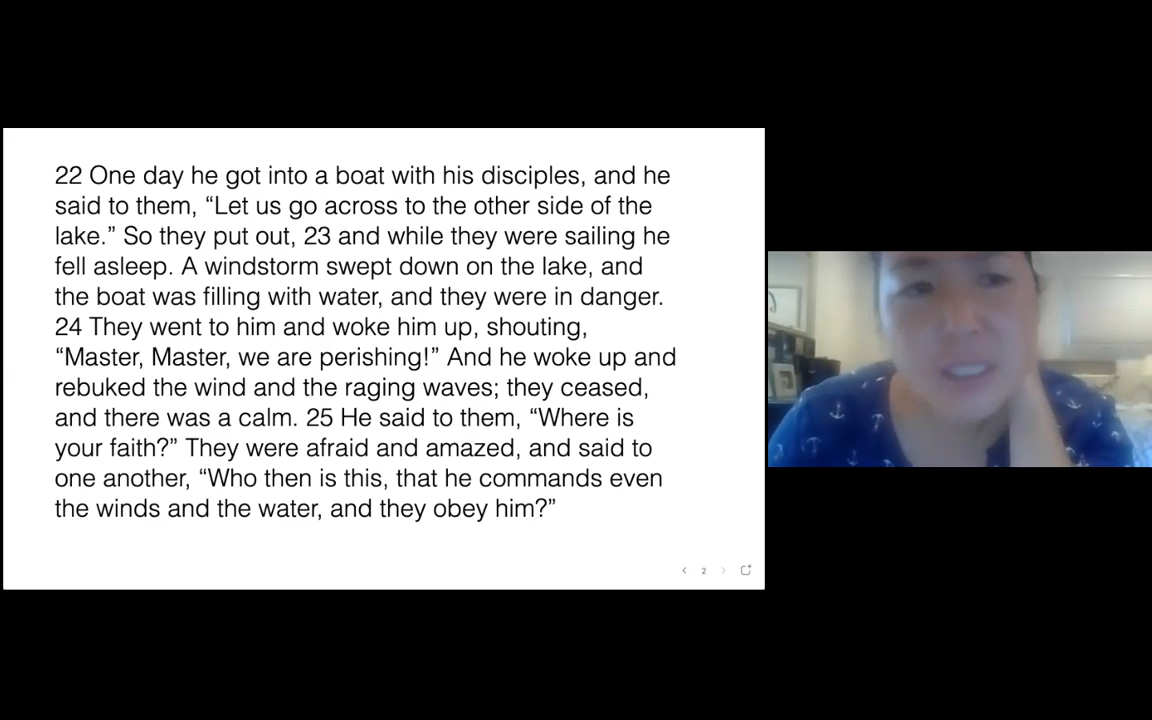 22 One day he got into a boat with his disciples, and he
said to them, “Let us go across to the other side of the
lake.” So they put out, 23 and while they were sailing he
fell asleep. A windstorm swept down on the lake, and
the boat was filling with water, and they were in danger.
24 They went to him and woke him up, shouting,
“Master, Master, we are perishing!” And he woke up and
rebuked the wind and the raging waves; they ceased,
and there was a calm. 25 He said to them, “Where is
your faith?” They were afraid and amazed, and said to
one another, “Who then is this, that he commands even
the winds and the water, and they obey him?”
2